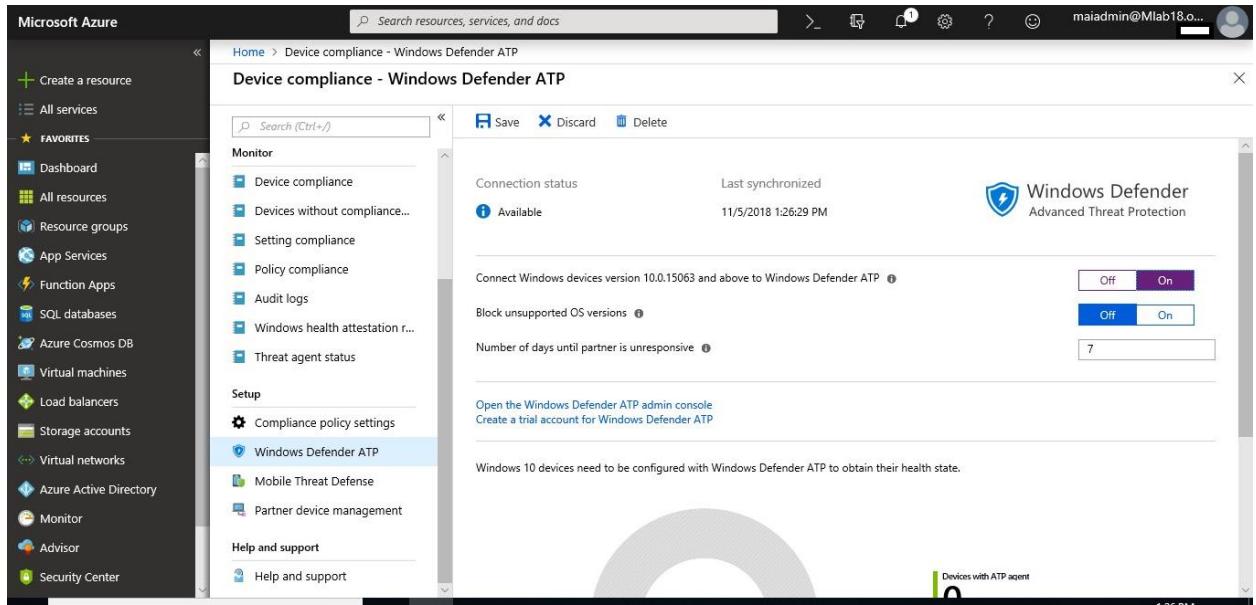 Microsoft Azure
Search resources, services, and docs
1
maiadmin@Mlab18.o...
Home > Device compliance - Windows Defender ATP
Device compliance - Windows Defender ATP
Create a resource
All services
FAVORITES
Dashboard
All resources
Resource groups
App Services
Function Apps
SQL databases
Azure Cosmos DB
Virtual machines
Load balancers
Storage accounts
Virtual networks
Azure Active Directory
Monitor
Advisor
Security Center
Search (Ctrl+/)
Monitor
Device compliance
Devices without compliance...
Setting compliance
Policy compliance
Audit logs
Windows health attestation r...
Threat agent status
Setup
Compliance policy settings
Windows Defender ATP
Mobile Threat Defense
Partner device management
Help and support
Help and support
Save Discard Delete
Connection status
Available
Last synchronized
11/5/2018 1:26:29 PM
Windows Defender
Advanced Threat Protection
Connect Windows devices version 10.0.15063 and above to Windows Defender ATP
Off On
Block unsupported OS versions
Off On
Number of days until partner is unresponsive
7
Open the Windows Defender ATP admin console
Create a trial account for Windows Defender ATP
Windows 10 devices need to be configured with Windows Defender ATP to obtain their health state.
Devices with ATP agent